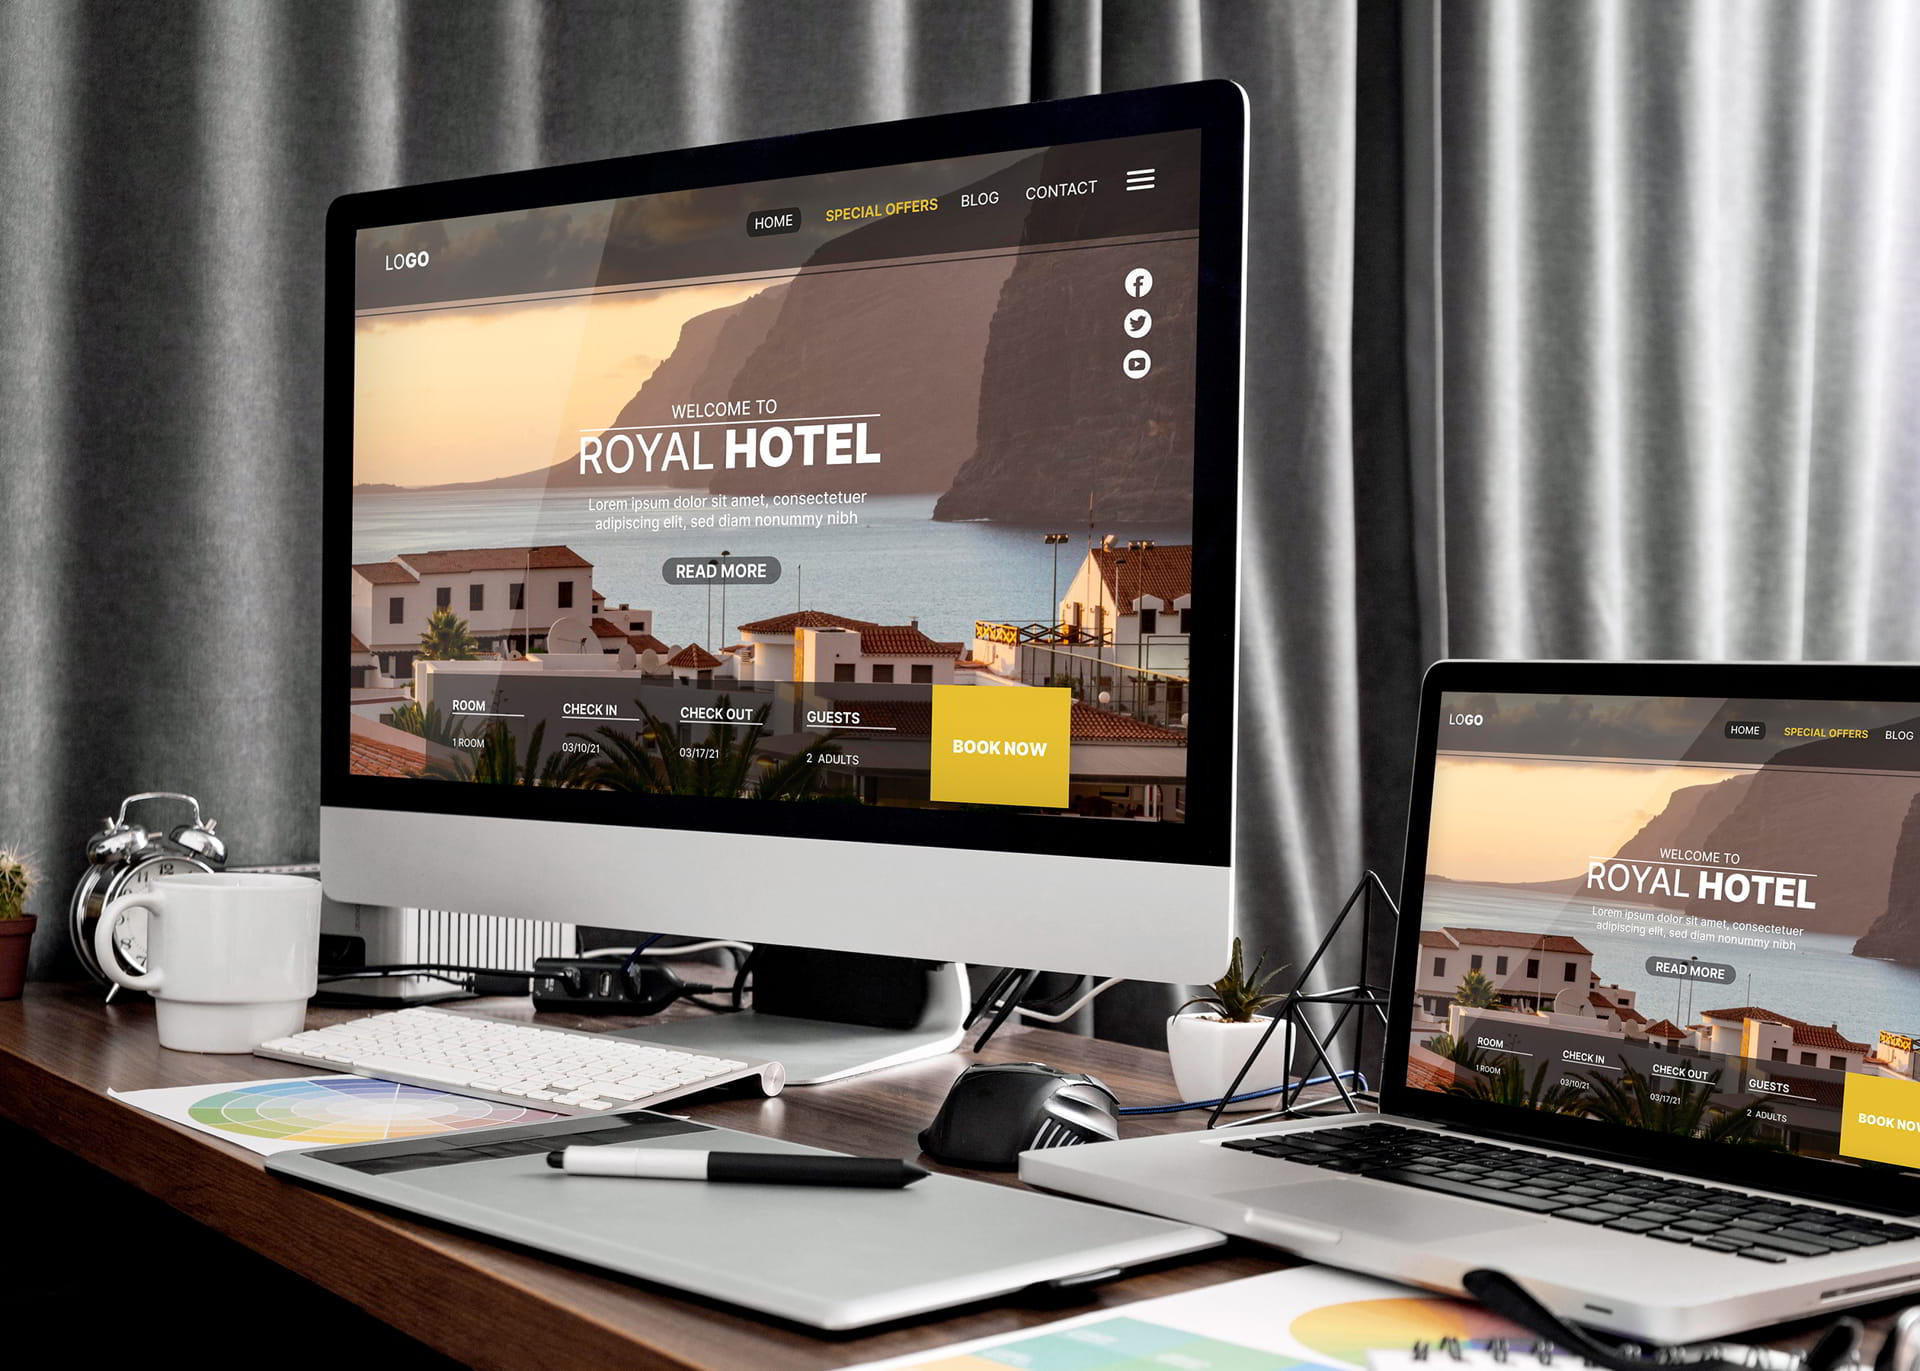 LOGO
HOME SPECIAL OFFERS BLOG CONTACT
WELCOME TO
ROYAL HOTEL
Lorem ipsum dolor sit amet, consectetuer
adipiscing elit, sed diam nonummy nibh
READ MORE
ROOM CHECK IN CHECK OUT GUESTS
1 ROOM 03/10/21 03/17/21 2 ADULTS
BOOK NOW
LOGO
HOME SPECIAL OFFERS BLOG
WELCOME TO
ROYAL HOTEL
Lorem ipsum dolor sit amet, consectetuer
adipiscing elit, sed diam nonummy nibh
READ MORE
ROOM CHECK IN CHECK OUT GUESTS
1 ROOM 03/10/21 03/17/21 2 ADULTS
BOOK NOW